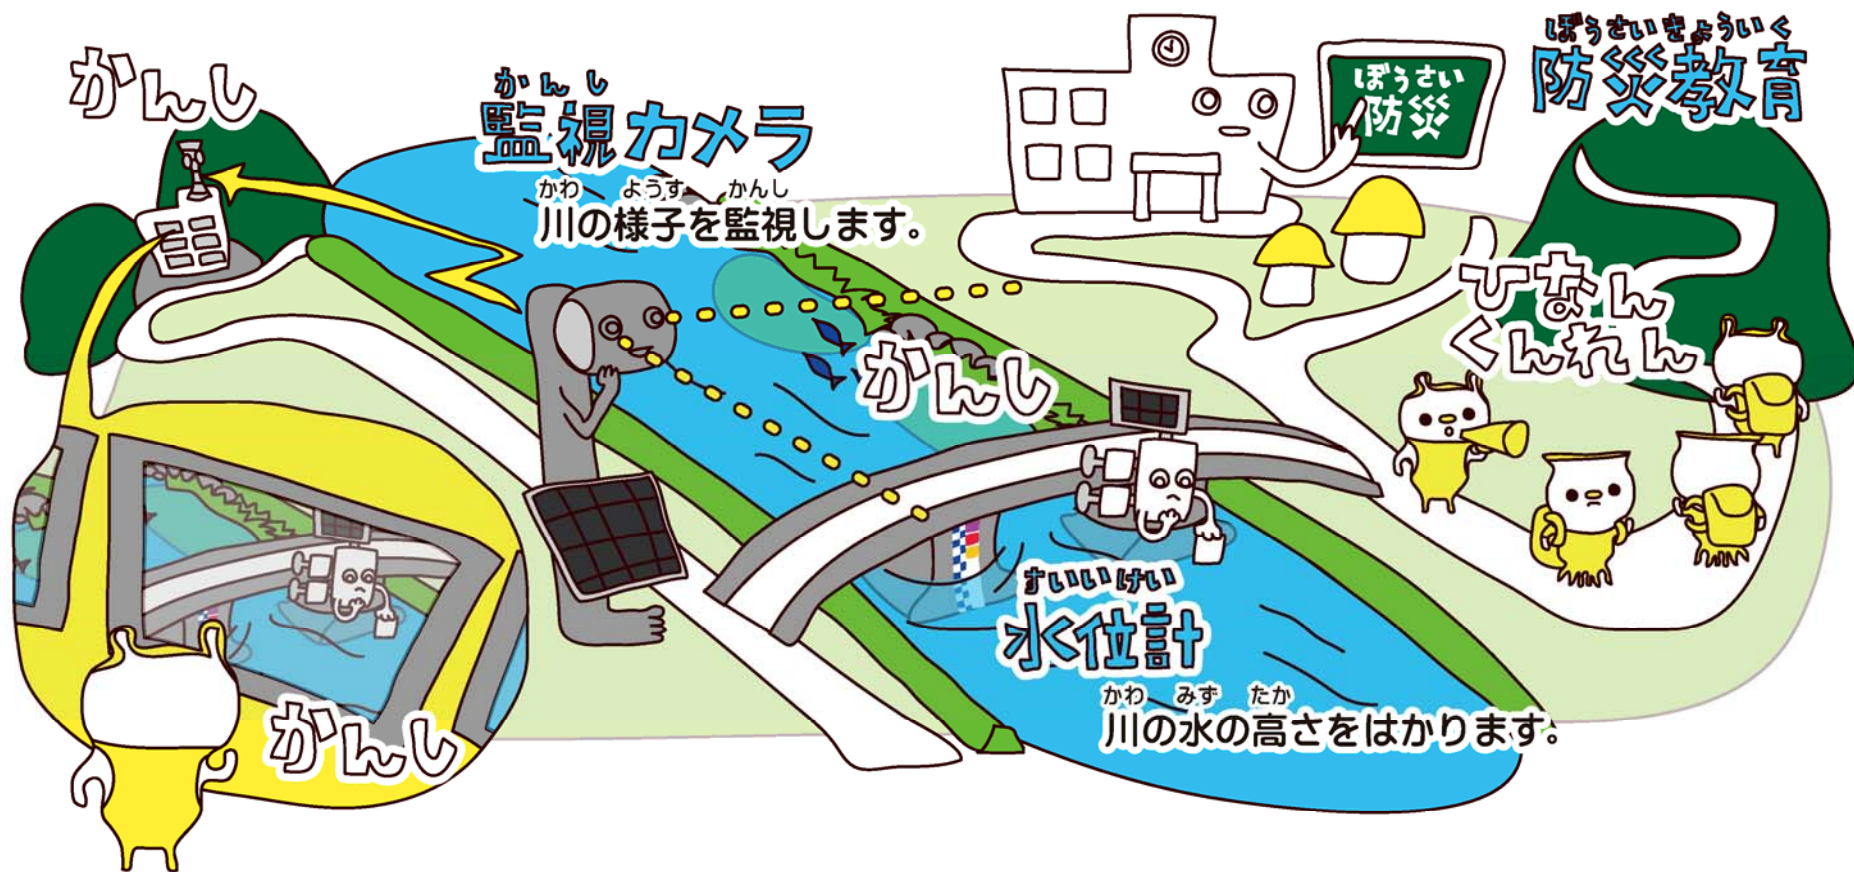 かんし
かんし
監視カメラ
かわ ようす かんし
川の様子を監視します。
ぼうさい
防災
ぼうさいきょういく
防災教育
ひなん
くんれん
かんし
すいいけい
水位計
かわ みず たか
川の水の高さをはかります。
かんし